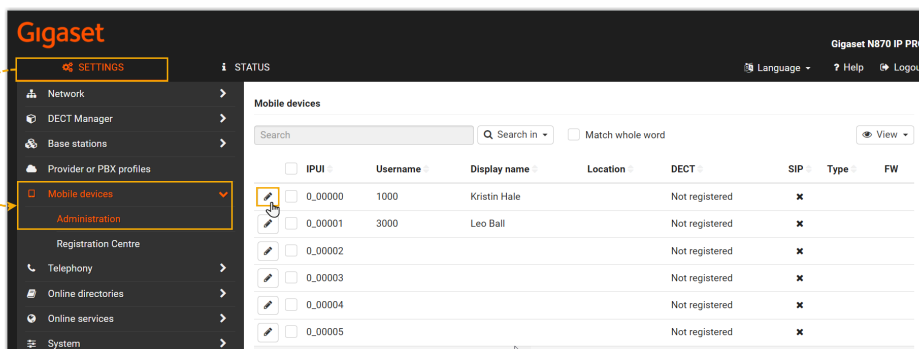 Gigaset
Gigaset N870 IP PRO
SETTINGS
STATUS
Language
? Help
Logou
Network
DECT Manager
Base stations
Provider or PBX profiles
Mobile devices
Administration
Registration Centre
Telephony
Online directories
Online services
System
Mobile devices
Search
Search in
Match whole word
View
IPUI Username Display name Location DECT SIP Type FW
0_00000 1000 Kristin Hale Not registered
0_00001 3000 Leo Ball Not registered
0_00002 Not registered
0_00003 Not registered
0_00004 Not registered
0_00005 Not registered